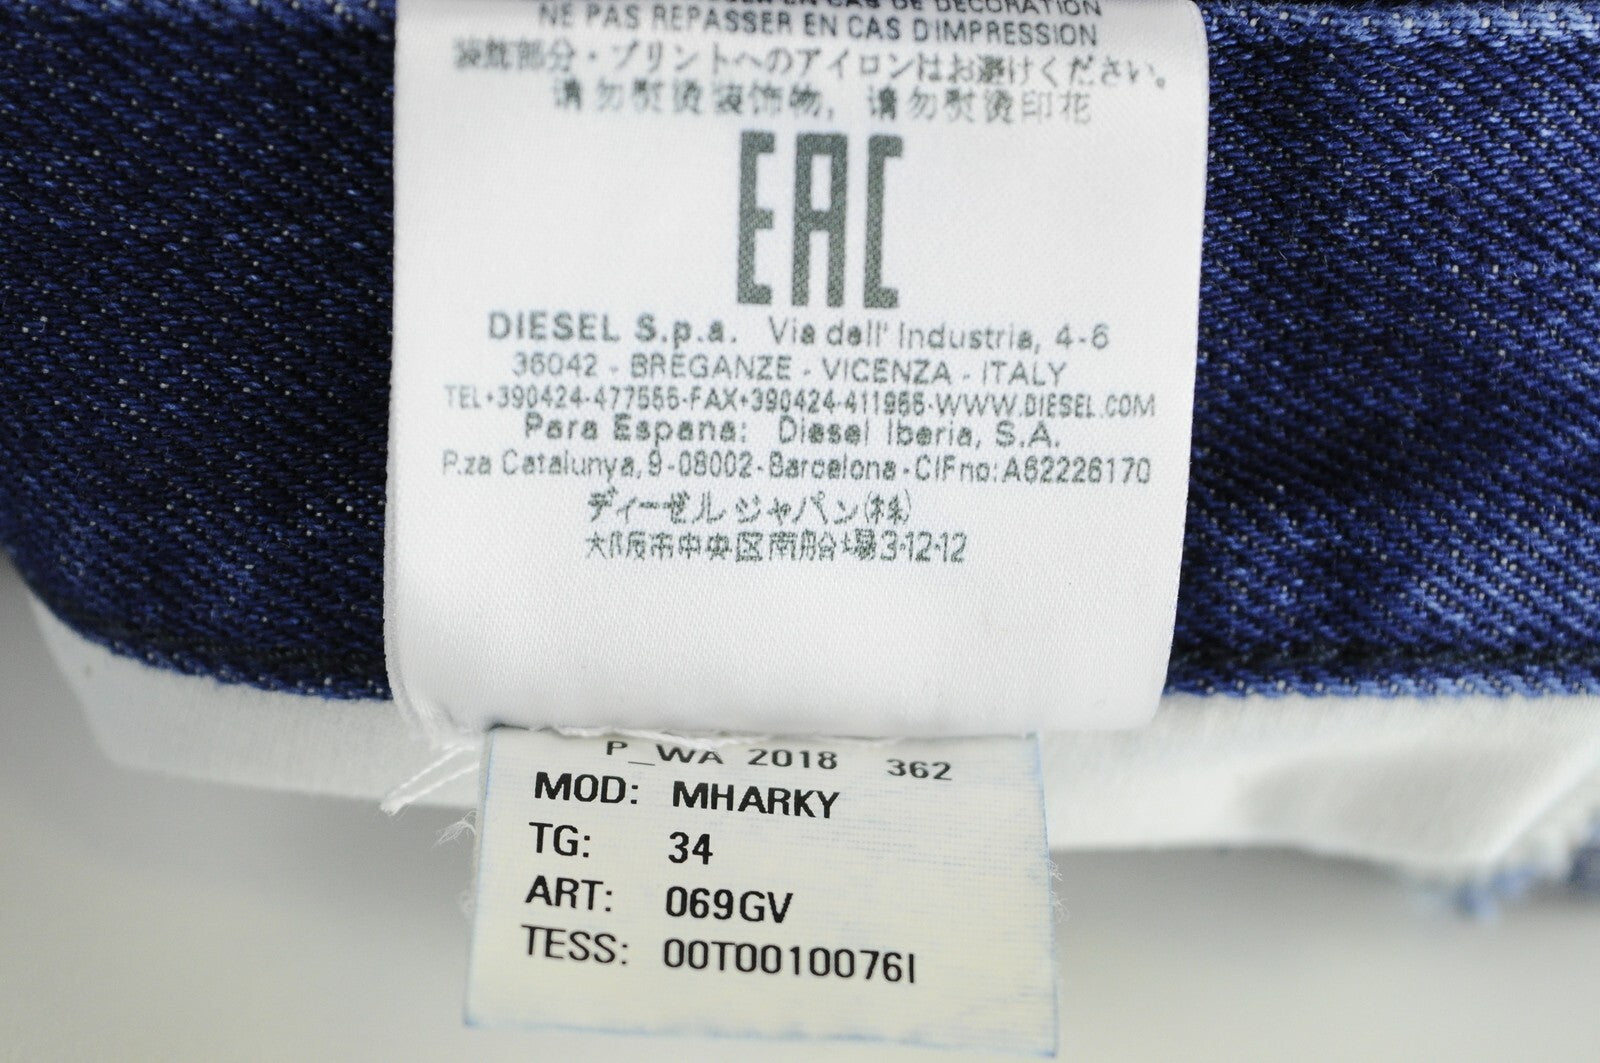 EN CAS DE DÉCORATION
NE PAS REPASSER EN CAS D'IMPRESSION
装飾部分・プリントへのアイロンはお避けください。
请勿熨烫装饰物，请勿熨烫印花
EAC
DIESEL S.p.a. Via dell' Industria, 4-6
36042 - BREGANZE - VICENZA - ITALY
TEL+390424-477555-FAX+390424-411955-WWW.DIESEL.COM
Para Espana: Diesel Iberia, S.A.
P.za Catalunya, 9-08002-Barcelona-CIFno:A62226170
ディーゼル ジャパン(株)
大阪市中央区南船場3-12-12
P_WA 2018 362
MOD: MHARKY
TG: 34
ART: 069GV
TESS: 00T0010076I